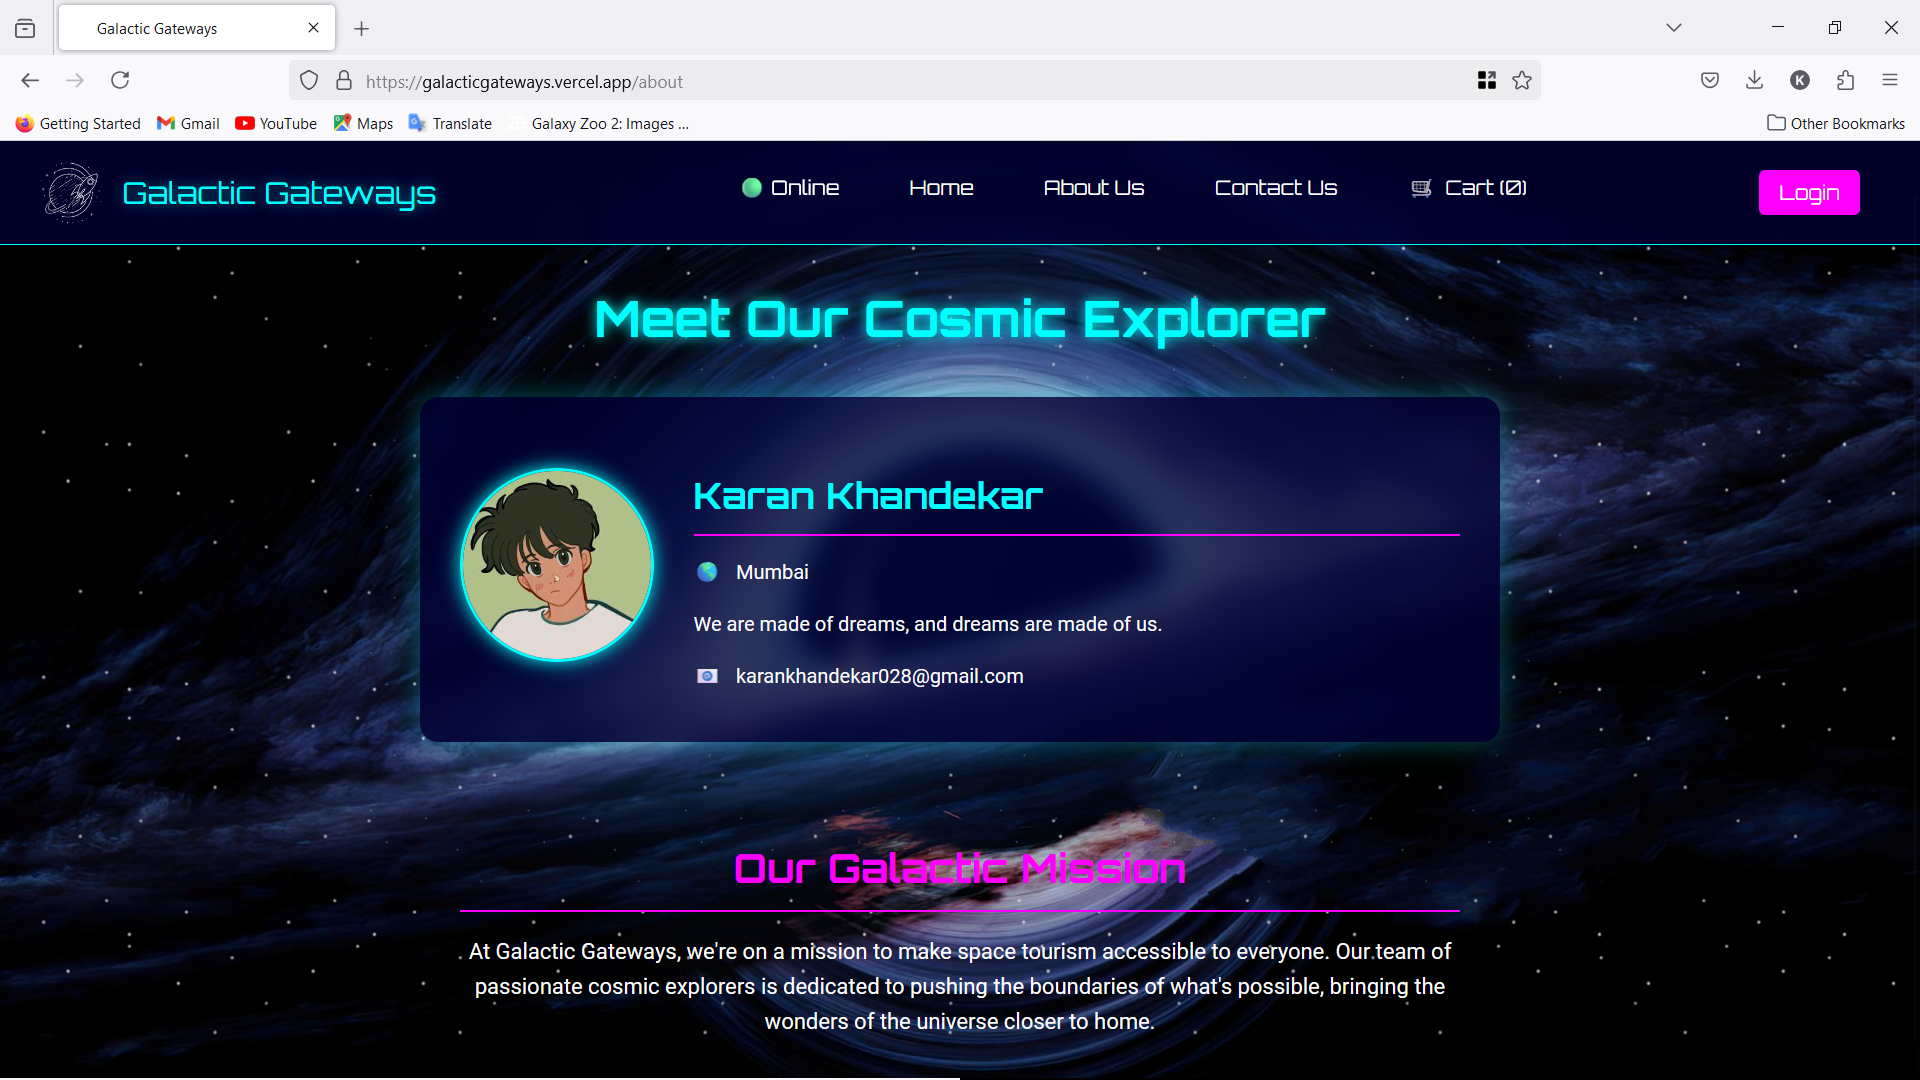 Galactic Gateways
https://galacticgateways.vercel.app/about
K
Getting Started Gmail YouTube Maps Translate Galaxy Zoo 2: Images ... Other Bookmarks
Galactic Gateways Online Home About Us Contact Us Cart (0) Login
Meet Our Cosmic Explorer
Karan Khandekar
Mumbai
We are made of dreams, and dreams are made of us.
karankhandekar028@gmail.com
Our Galactic Mission
At Galactic Gateways, we're on a mission to make space tourism accessible to everyone. Our team of
passionate cosmic explorers is dedicated to pushing the boundaries of what's possible, bringing the
wonders of the universe closer to home.